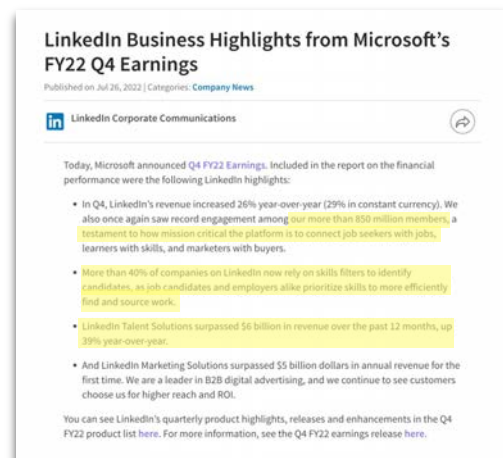 LinkedIn Business Highlights from Microsoft's
FY22 Q4 Earnings
Published on Jul 26, 2022 | Categories: Company News
in LinkedIn Corporate Communications
Today, Microsoft announced Q4 FY22 Earnings. Included in the report on the financial
performance were the following LinkedIn highlights:
• In Q4, LinkedIn's revenue increased 26% year-over-year (29% in constant currency). We
also once again saw record engagement among our more than 850 million members, a
testament to how mission critical the platform is to connect job seekers with jobs,
learners with skills, and marketers with buyers.
• More than 40% of companies on LinkedIn now rely on skills filters to identify
candidates, as job candidates and employers alike prioritize skills to more efficiently
find and source work.
• LinkedIn Talent Solutions surpassed $6 billion in revenue over the past 12 months, up
39% year-over-year.
• And LinkedIn Marketing Solutions surpassed $5 billion dollars in annual revenue for the
first time. We are a leader in B2B digital advertising, and we continue to see customers
choose us for higher reach and ROI.
You can see LinkedIn's quarterly product highlights, releases and enhancements in the Q4
FY22 product list here. For more information, see the Q4 FY22 earnings release here.